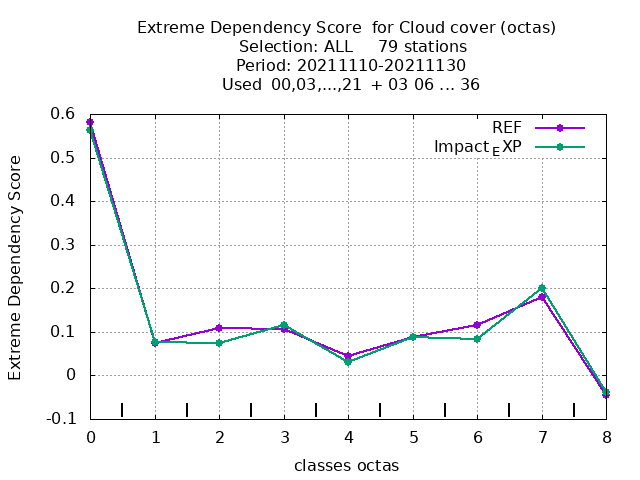 Extreme Dependency Score for Cloud cover (octas)
Selection: ALL 79 stations
Period: 20211110-20211130
Used 00,03,...,21 + 03 06 ... 36
REF
Impact_EXP
Extreme Dependency Score
0.6
0.5
0.4
0.3
0.2
0.1
0
-0.1
0 1 2 3 4 5 6 7 8
classes octas